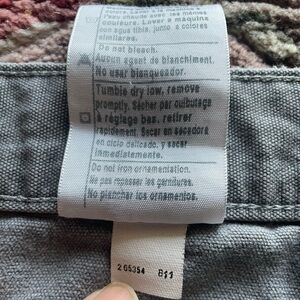 l'eau chaude avec les mêmes
couleurs. Lavar a máquina
con agua tibia, junto a colores
similares.
Do not bleach.
Aucun agent de blanchiment.
No usar blanqueador.
Tumble dry low, remove
promptly. Sécher par culbutage
à réglage bas, retirer
rapidement. Secar en secadora
en ciclo delicado, y sacar
inmediatamente.
Do not iron ornamentation.
Ne pas repasser les garnitures.
No planchar los ornamentos.
265354 811